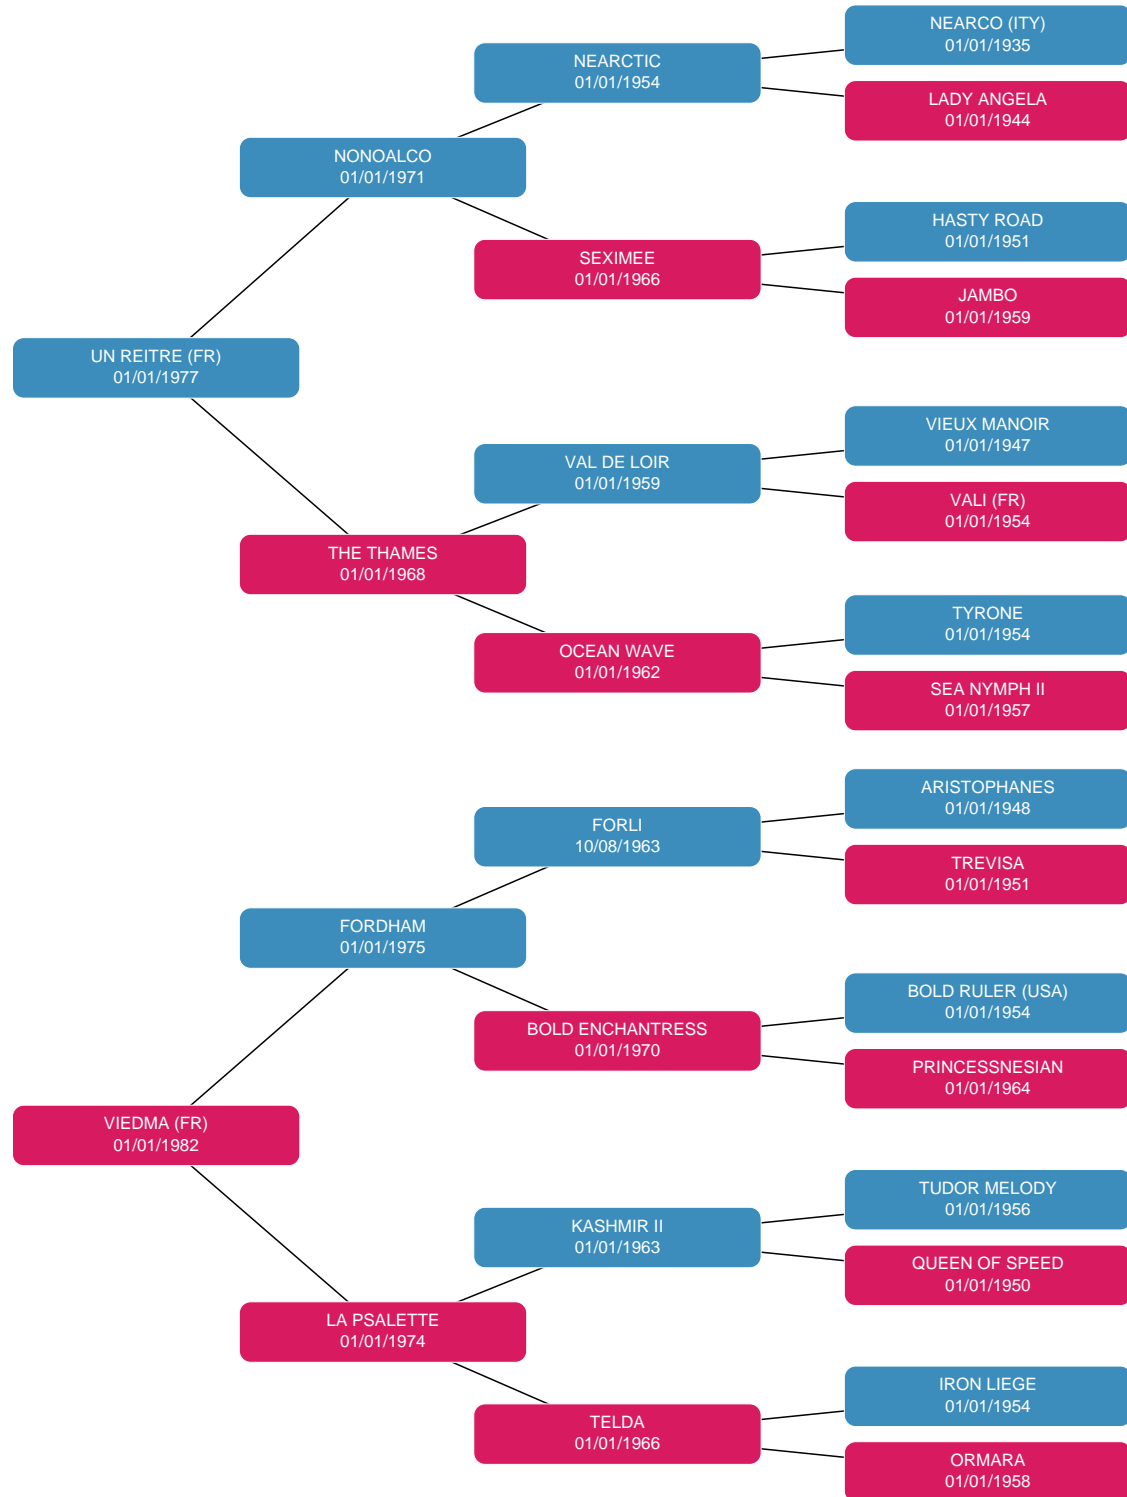 NEARCO (ITY)
01/01/1935
NEARCTIC
01/01/1954
LADY ANGELA
01/01/1944
NONOALCO
01/01/1971
HASTY ROAD
01/01/1951
SEXIMEE
01/01/1966
JAMBO
01/01/1959
UN REITRE (FR)
01/01/1977
VIEUX MANOIR
01/01/1947
VAL DE LOIR
01/01/1959
VALI (FR)
01/01/1954
THE THAMES
01/01/1968
TYRONE
01/01/1954
OCEAN WAVE
01/01/1962
SEA NYMPH II
01/01/1957
ARISTOPHANES
01/01/1948
FORLI
10/08/1963
TREVISA
01/01/1951
FORDHAM
01/01/1975
BOLD RULER (USA)
01/01/1954
BOLD ENCHANTRESS
01/01/1970
PRINCESSNESIAN
01/01/1964
VIEDMA (FR)
01/01/1982
TUDOR MELODY
01/01/1956
KASHMIR II
01/01/1963
QUEEN OF SPEED
01/01/1950
LA PSALETTE
01/01/1974
IRON LIEGE
01/01/1954
TELDA
01/01/1966
ORMARA
01/01/1958